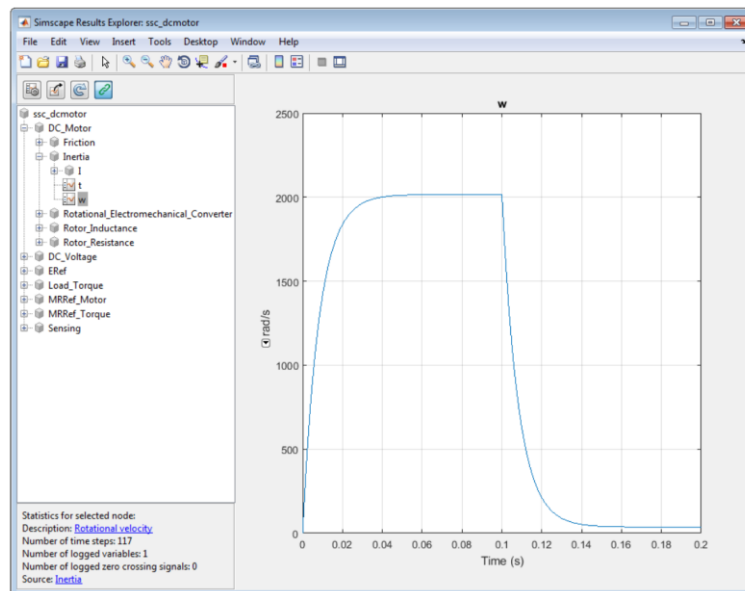 Simscape Results Explorer: ssc_dcmotor
File Edit View Insert Tools Desktop Window Help
ssc_dcmotor
DC_Motor
Friction
Inertia
I
t
w
Rotational_Electromechanical_Converter
Rotor_Inductance
Rotor_Resistance
DC_Voltage
ERef
Load_Torque
MRRef_Motor
MRRef_Torque
Sensing
Statistics for selected node:
Description: Rotational velocity
Number of time steps: 117
Number of logged variables: 1
Number of logged zero crossing signals: 0
Source: Inertia
w
2500
2000
1500
1000
500
0
rad/s
0 0.02 0.04 0.06 0.08 0.1 0.12 0.14 0.16 0.18 0.2
Time (s)